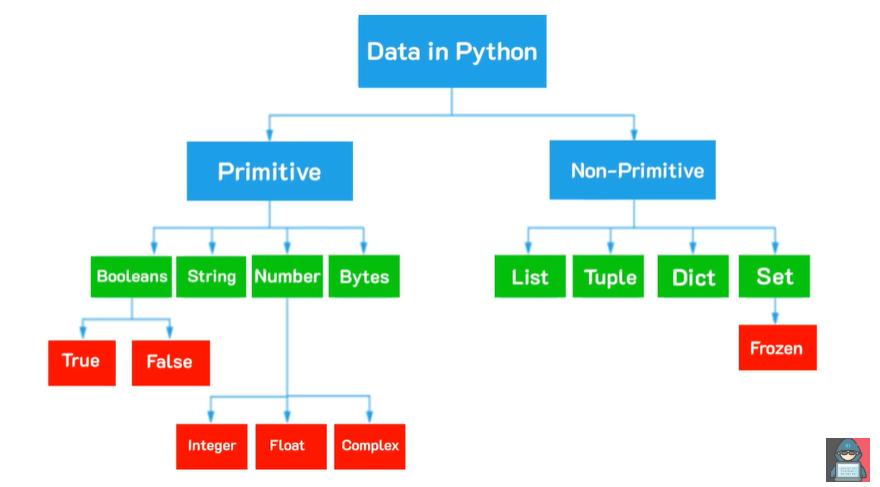 Data in Python
Primitive
Non-Primitive
Booleans
String
Number
Bytes
List
Tuple
Dict
Set
True
False
Frozen
Integer
Float
Complex